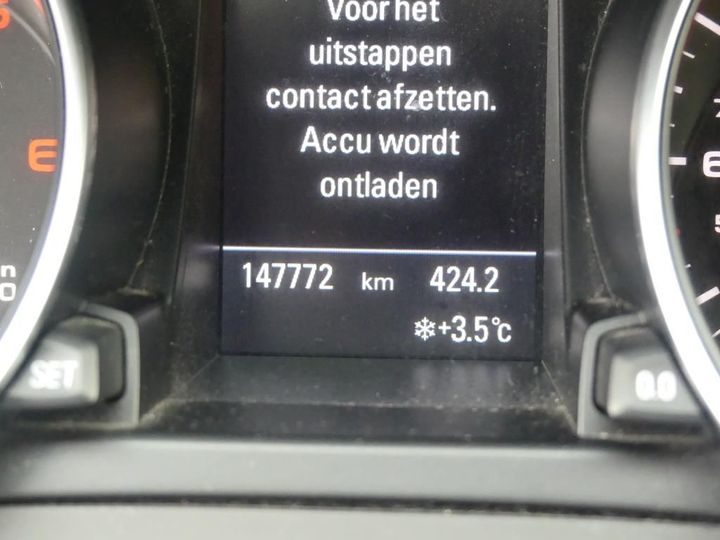 Voor het
uitstappen
contact afzetten.
Accu wordt
ontladen
147772 km 424.2
+3.5°c
SET
0.0